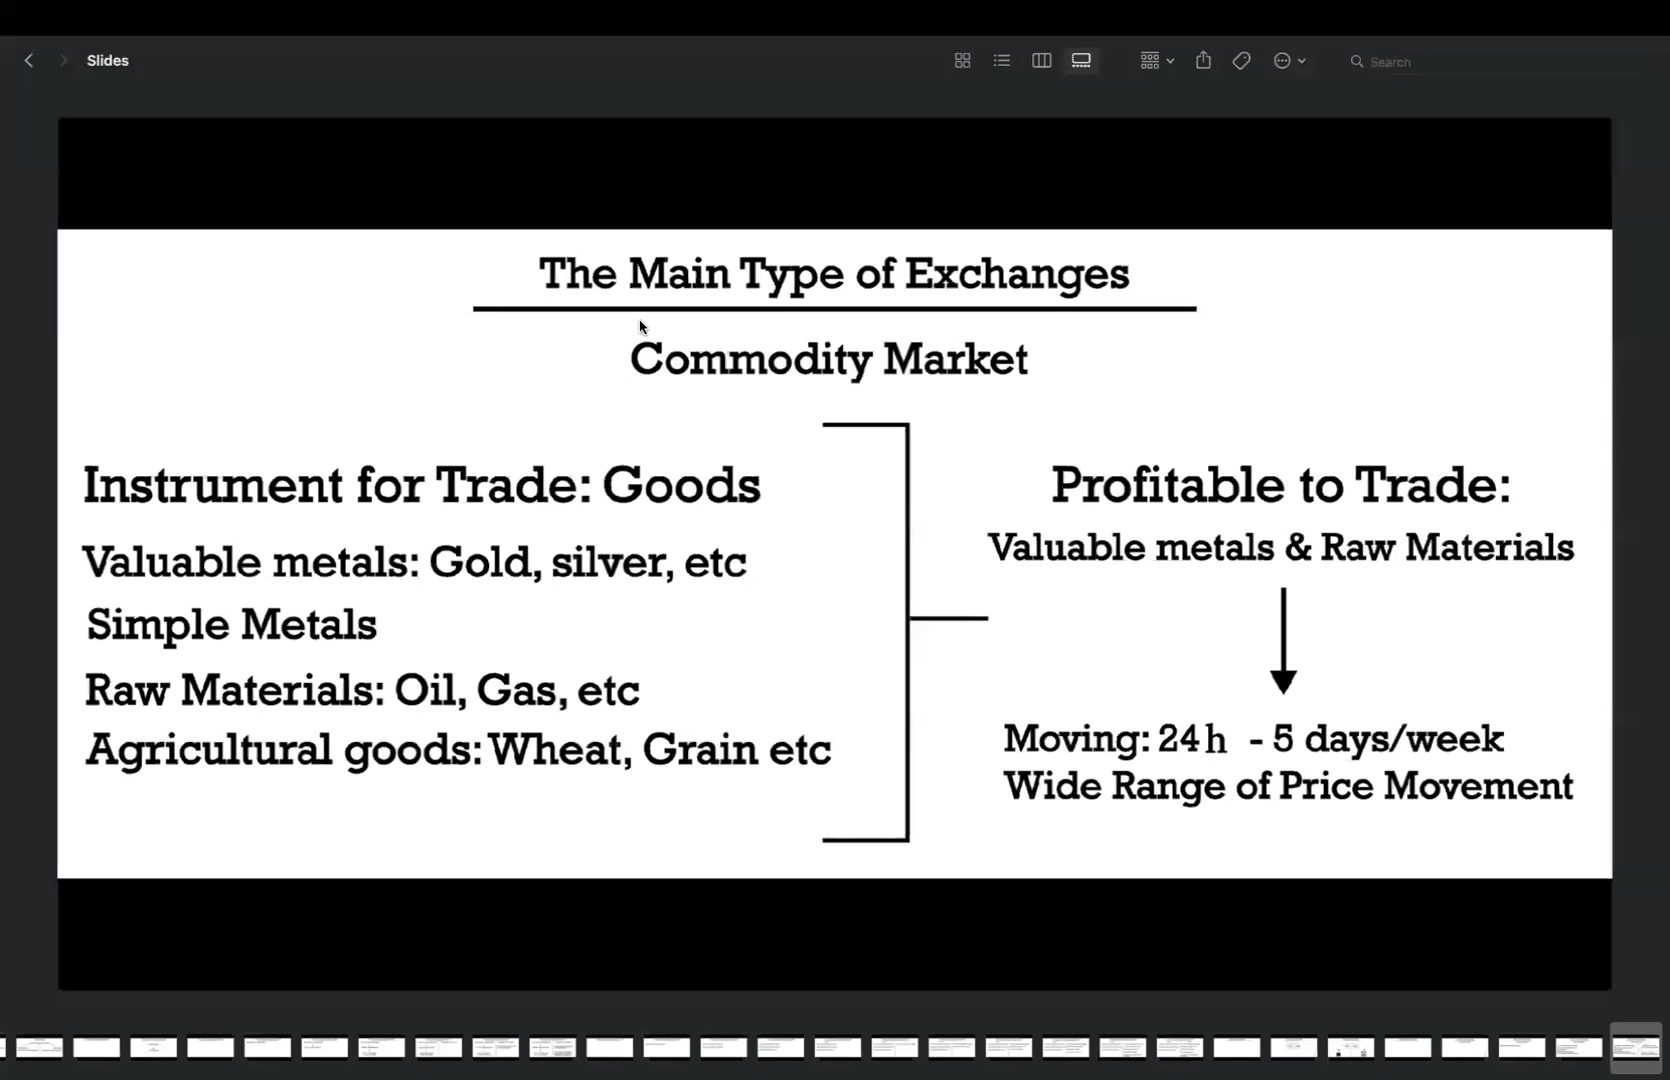 Slides
Search
The Main Type of Exchanges
Commodity Market
Instrument for Trade: Goods
Valuable metals: Gold, silver, etc
Simple Metals
Raw Materials: Oil, Gas, etc
Agricultural goods: Wheat, Grain etc
Profitable to Trade:
Valuable metals & Raw Materials
Moving: 24h - 5 days/week
Wide Range of Price Movement